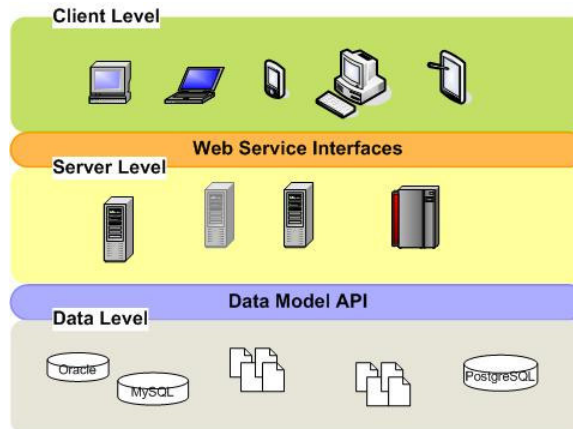 Client Level
Web Service Interfaces
Server Level
Data Model API
Data Level
Oracle
MySQL
PostgreSQL